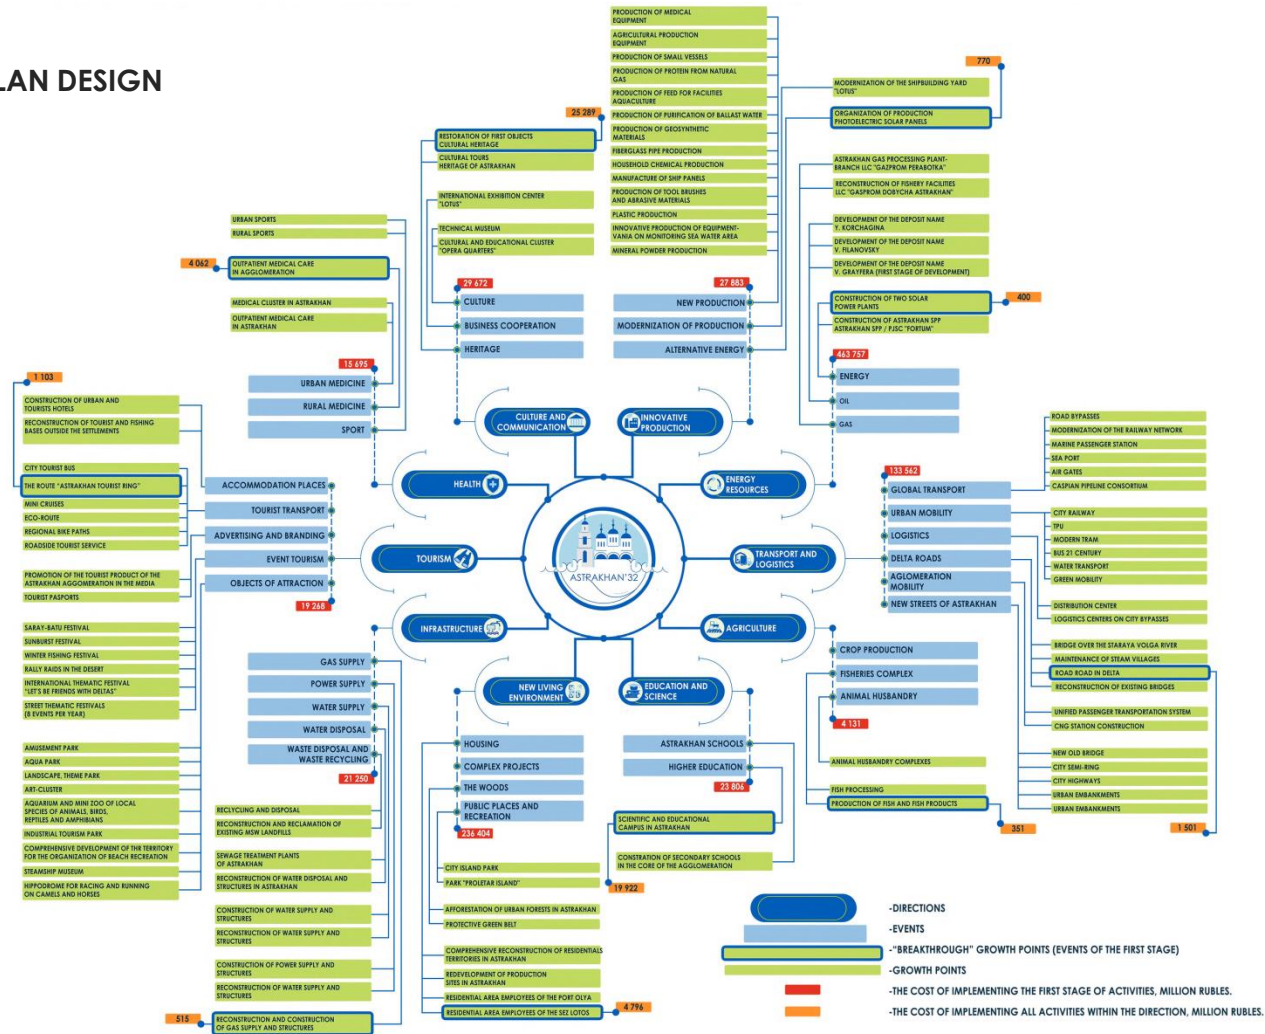 LAN DESIGN
PRODUCTION OF MEDICAL
EQUIPMENT
AGRICULTURAL PRODUCTION
EQUIPMENT
PRODUCTION OF SMALL VESSELS
PRODUCTION OF PROTEIN FROM NATURAL
GAS
PRODUCTION OF FEED FOR FACILITIES
AQUACULTURE
PRODUCTION OF PURIFICATION OF BALLAST WATER
PRODUCTION OF GEOSYNTHETIC
MATERIALS
FIBERGLASS PIPE PRODUCTION
HOUSEHOLD CHEMICAL PRODUCTION
MANUFACTURE OF SHIP PANELS
PRODUCTION OF TOOL BRUSHES
AND ABRASIVE MATERIALS
PLASTIC PRODUCTION
INNOVATIVE PRODUCTION OF EQUIPMENT-
VANIA ON MONITORING SEA WATER AREA
MINERAL POWDER PRODUCTION
770
MODERNIZATION OF THE SHIPBUILDING YARD
"LOTUS"
ORGANIZATION OF PRODUCTION
PHOTOELECTRIC SOLAR PANELS
ASTRAKHAN GAS PROCESSING PLANT-
BRANCH LLC "GAZPROM PERABOTKA"
RECONSTRUCTION OF FISHERY FACILITIES
LLC "GASPROM DOBYCHA ASTRAKHAN"
DEVELOPMENT OF THE DEPOSIT NAME
Y. KORCHAGINA
DEVELOPMENT OF THE DEPOSIT NAME
V. FILANOVSKY
DEVELOPMENT OF THE DEPOSIT NAME
V. GRAYFERA (FIRST STAGE OF DEVELOPMENT)
CONSTRUCTION OF TWO SOLAR
POWER PLANTS
400
CONSTRUCTION OF ASTRAKHAN SPP
ASTRAKHAN SPP / PJSC "FORTUM"
25 289
RESTORATION OF FIRST OBJECTS
CULTURAL HERITAGE
CULTURAL TOURS
HERITAGE OF ASTRAKHAN
INTERNATIONAL EXHIBITION CENTER
"LOTUS"
TECHNICAL MUSEUM
CULTURAL AND EDUCATIONAL CLUSTER
"OPERA QUARTERS"
URBAN SPORTS
RURAL SPORTS
4 062
OUTPATIENT MEDICAL CARE
IN AGGLOMERATION
MEDICAL CLUSTER IN ASTRAKHAN
OUTPATIENT MEDICAL CARE
IN ASTRAKHAN
29 672
CULTURE
BUSINESS COOPERATION
HERITAGE
27 883
NEW PRODUCTION
MODERNIZATION OF PRODUCTION
ALTERNATIVE ENERGY
15 695
URBAN MEDICINE
RURAL MEDICINE
SPORT
463 757
ENERGY
OIL
GAS
CULTURE AND
COMMUNICATION
INNOVATIVE
PRODUCTION
HEALTH
ENERGY
RESOURCES
TOURISM
TRANSPORT AND
LOGISTICS
INFRASTRUCTURE
AGRICULTURE
NEW LIVING
ENVIRONMENT
EDUCATION AND
SCIENCE
ASTRAKHAN'32
1 103
CONSTRUCTION OF URBAN AND
TOURISTS HOTELS
RECONSTRUCTION OF TOURIST AND FISHING
BASES OUTSIDE THE SETTLEMENTS
CITY TOURIST BUS
THE ROUTE "ASTRAKHAN TOURIST RING"
MINI CRUISES
ECO-ROUTE
REGIONAL BIKE PATHS
ROADSIDE TOURIST SERVICE
PROMOTION OF THE TOURIST PRODUCT OF THE
ASTRAKHAN AGGOMERATION IN THE MEDIA
TOURIST PASPORTS
SARAY-BATU FESTIVAL
SUNBURST FESTIVAL
WINTER FISHING FESTIVAL
RALLY RAIDS IN THE DESERT
INTERNATIONAL THEMATIC FESTIVAL
"LET'S BE FRIENDS WITH DELTAS"
STREET THEMATIC FESTIVALS
(8 EVENTS PER YEAR)
AMUSEMENT PARK
AQUA PARK
LANDSCAPE, THEME PARK
ART-CLUSTER
AQUARIUM AND MINI ZOO OF LOCAL
SPECIES OF ANIMALS, BIRDS,
REPTILES AND AMPHIBIANS
INDUSTRIAL TOURISM PARK
COMPREHENSIVE DEVELOPMENT OF THR TERRITORY
FOR THE ORGANIZATION OF BEACH RECREATION
STEAMSHIP MUSEUM
HIPPODROME FOR RACING AND RUNNING
ON CAMELS AND HORSES
ACCOMMODATION PLACES
TOURIST TRANSPORT
ADVERTISING AND BRANDING
EVENT TOURISM
OBJECTS OF ATTRACTION
19 268
133 562
GLOBAL TRANSPORT
URBAN MOBILITY
LOGISTICS
DELTA ROADS
AGLOMERATION
MOBILITY
NEW STREETS OF ASTRAKHAN
ROAD BYPASSES
MODERNIZATION OF THE RAILWAY NETWORK
MARINE PASSENGER STATION
SEA PORT
AIR GATES
CASPIAN PIPELINE CONSORTIUM
CITY RAILWAY
TPU
MODERN TRAM
BUS 21 CENTURY
WATER TRANSPORT
GREEN MOBILITY
DISTRIBUTION CENTER
LOGISTICS CENTERS ON CITY BYPASSES
BRIDGE OVER THE STARAYA VOLGA RIVER
MAINTENANCE OF STEAM VILLAGES
ROAD ROAD IN DELTA
RECONSTRUCTION OF EXISTING BRIDGES
UNIFIED PASSENGER TRANSPORTATION SYSTEM
CNG STATION CONSTRUCTION
NEW OLD BRIDGE
CITY SEMI-RING
CITY HIGHWAYS
URBAN EMBANKMENTS
URBAN EMBANKMENTS
1 501
GAS SUPPLY
POWER SUPPLY
WATER SUPPLY
WATER DISPOSAL
WASTE DISPOSAL AND
WASTE RECYCLING
21 250
RECLYCLING AND DISPOSAL
RECONSTRUCTION AND RECLAMATION OF
EXISTING MSW LANDFILLS
SEWAGE TREATMENT PLANTS
OF ASTRAKHAN
RECONSTRUCTION OF WATER DISPOSAL AND
STRUCTURES IN ASTRAKHAN
CONSTRUCTION OF WATER SUPPLY AND
STRUCTURES
RECONSTRUCTION OF WATER SUPPLY AND
STRUCTURES
CONSTRUCTION OF POWER SUPPLY AND
STRUCTURES
RECONSTRUCTION OF WATER SUPPLY AND
STRUCTURES
515
RECONSTRUCTION AND CONSTRUCTION
OF GAS SUPPLY AND STRUCTURES
HOUSING
COMPLEX PROJECTS
THE WOODS
PUBLIC PLACES AND
RECREATION
236 404
CITY ISLAND PARK
PARK "PROLETAR ISLAND"
AFFORESTATION OF URBAN FORESTS IN ASTRAKHAN
PROTECTIVE GREEN BELT
COMPREHENSIVE RECONSTRUCTION OF RESIDENTIALS
TERRITORIES IN ASTRAKHAN
REDEVELOPMENT OF PRODUCTION
SITES IN ASTRAKHAN
RESIDENTIAL AREA EMPLOYEES OF THE PORT OLYA
RESIDENTIAL AREA EMPLOYEES OF THE SEZ LOTOS
4 796
ASTRAKHAN SCHOOLS
HIGHER EDUCATION
23 806
SCIENTIFIC AND EDUCATIONAL
CAMPUS IN ASTRAKHAN
CONSTRATION OF SECONDARY SCHOOLS
IN THE CORE OF THE AGGLOMERATION
19 922
CROP PRODUCTION
FISHERIES COMPLEX
ANIMAL HUSBANDRY
4 131
ANIMAL HUSBANDRY COMPLEXES
FISH PROCESSING
PRODUCTION OF FISH AND FISH PRODUCTS
351
-DIRECTIONS
-EVENTS
-"BREAKTHROUGH" GROWTH POINTS (EVENTS OF THE FIRST STAGE)
-GROWTH POINTS
-THE COST OF IMPLEMENTING THE FIRST STAGE OF ACTIVITIES, MILLION RUBLES.
-THE COST OF IMPLEMENTING ALL ACTIVITIES WITHIN THE DIRECTION, MILLION RUBLES.